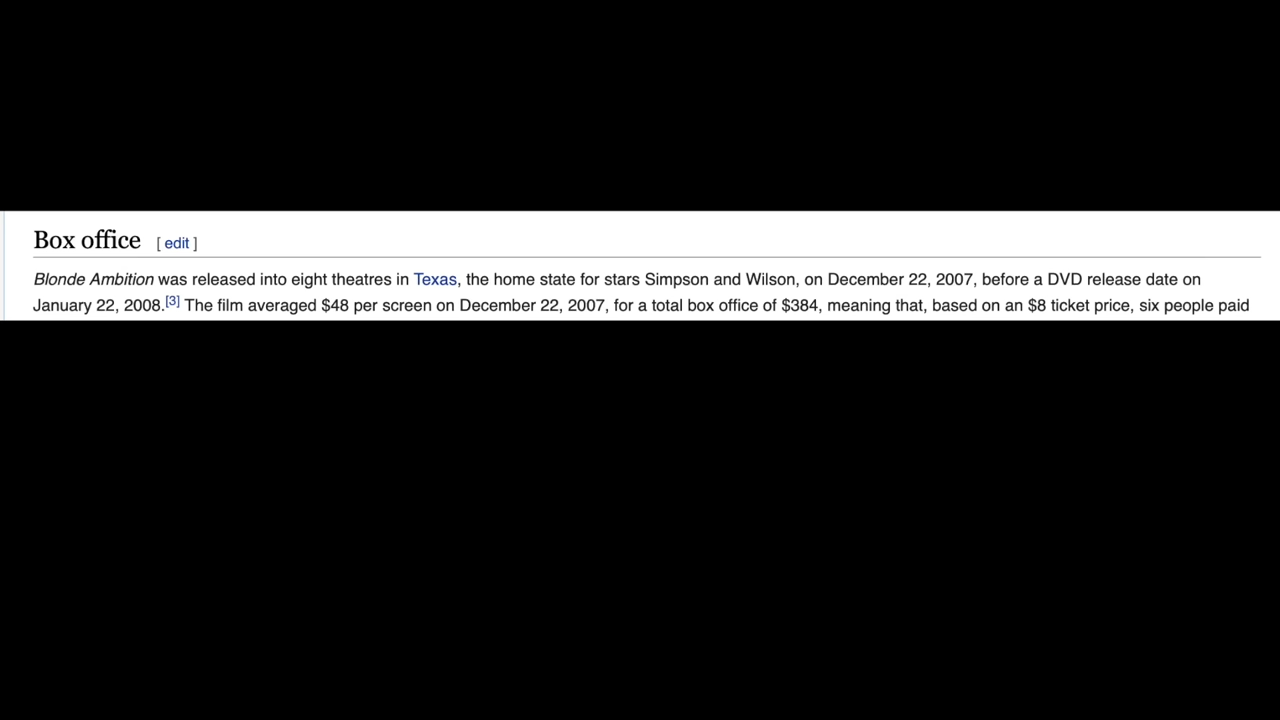 Box office [ edit ]
Blonde Ambition was released into eight theatres in Texas, the home state for stars Simpson and Wilson, on December 22, 2007, before a DVD release date on
January 22, 2008.[3] The film averaged $48 per screen on December 22, 2007, for a total box office of $384, meaning that, based on an $8 ticket price, six people paid